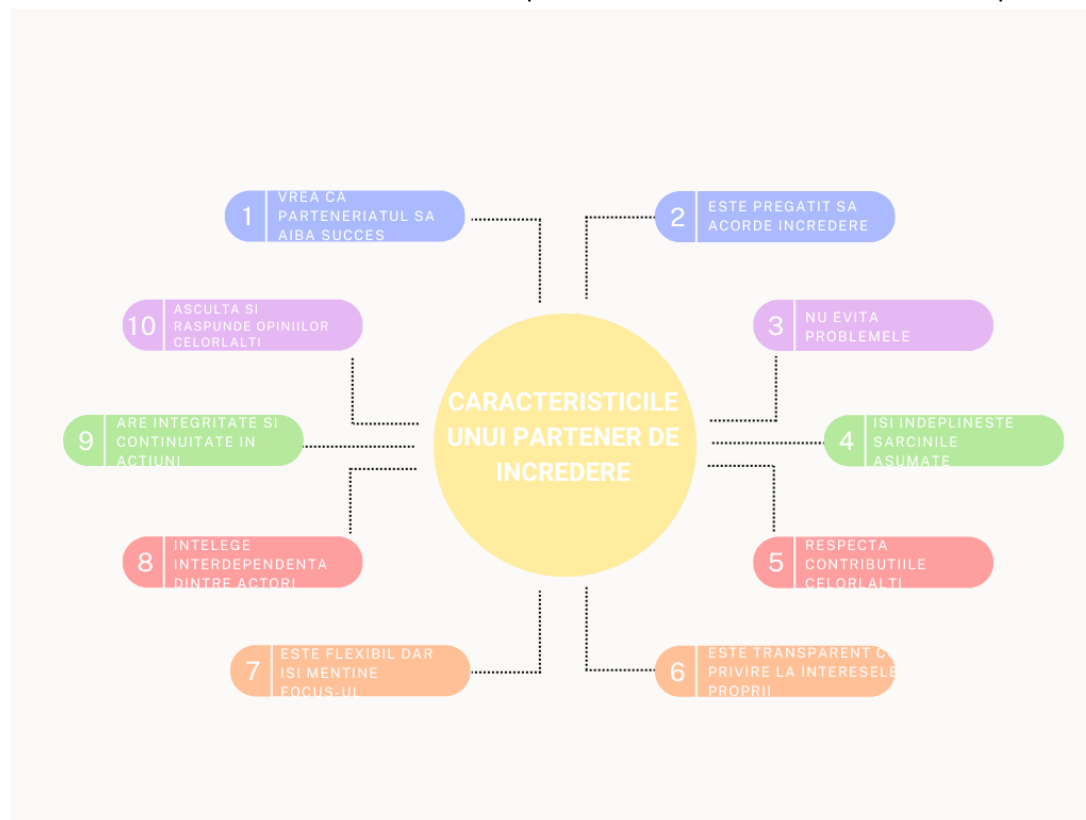 1
VREA CA
PARTENERIATUL SA
AIBA SUCCES
2
ESTE PREGATIT SA
ACORDE INCREDERE
10
ASCULTA SI
RASPUNDE OPINIILOR
CELORLALTI
3
NU EVITA
PROBLEMELE
CARACTERISTICILE
UNUI PARTENER DE
INCREDERE
9
ARE INTEGRITATE SI
CONTINUITATE IN
ACTIUNI
4
ISI INDEPLINESTE
SARCINILE
ASUMATE
8
INTELEGE
INTERDEPENDENTA
DINTRE ACTORI
5
RESPECTA
CONTRIBUTIILE
CELORLALTI
7
ESTE FLEXIBIL DAR
ISI MENTINE
FOCUS-UL
6
ESTE TRANSPARENT CU
PRIVIRE LA INTERESELE
PROPRII